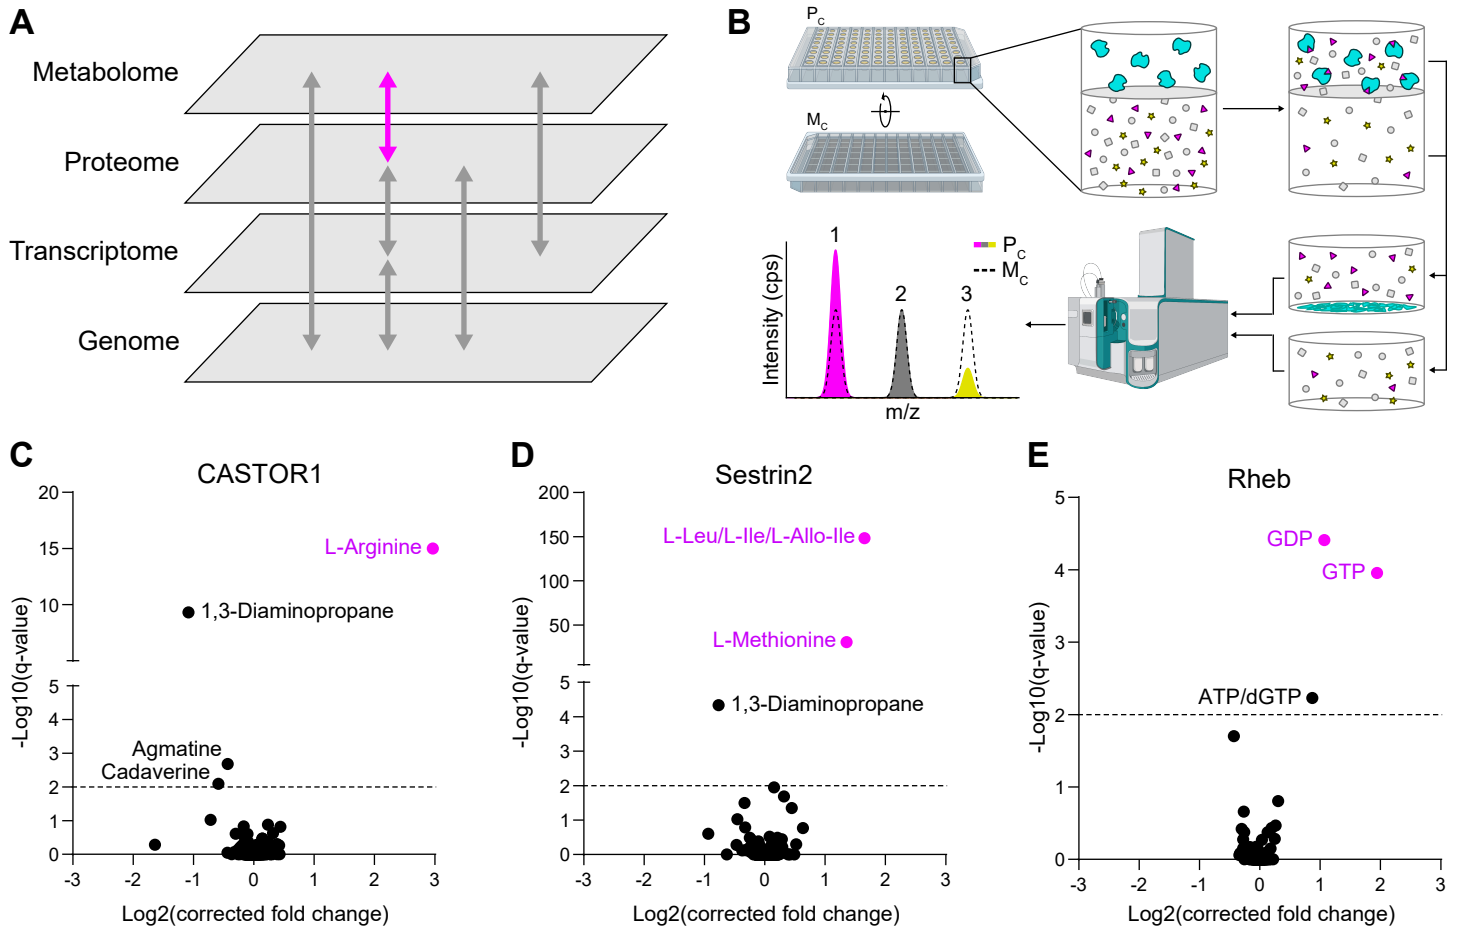 A
Metabolome
Proteome
Transcriptome
Genome
B
PC
MC
Intensity (cps)
1
2
3
PC
MC
m/z
C
CASTOR1
-Log10(q-value)
20
15
10
5
4
3
2
1
0
L-Arginine
1,3-Diaminopropane
Agmatine
Cadaverine
-3
-2
-1
0
1
2
3
Log2(corrected fold change)
D
Sestrin2
-Log10(q-value)
200
150
100
50
5
4
3
2
1
0
L-Leu/L-Ile/L-Allo-Ile
L-Methionine
1,3-Diaminopropane
-3
-2
-1
0
1
2
3
Log2(corrected fold change)
E
Rheb
-Log10(q-value)
5
4
3
2
1
0
GDP
GTP
ATP/dGTP
-3
-2
-1
0
1
2
3
Log2(corrected fold change)